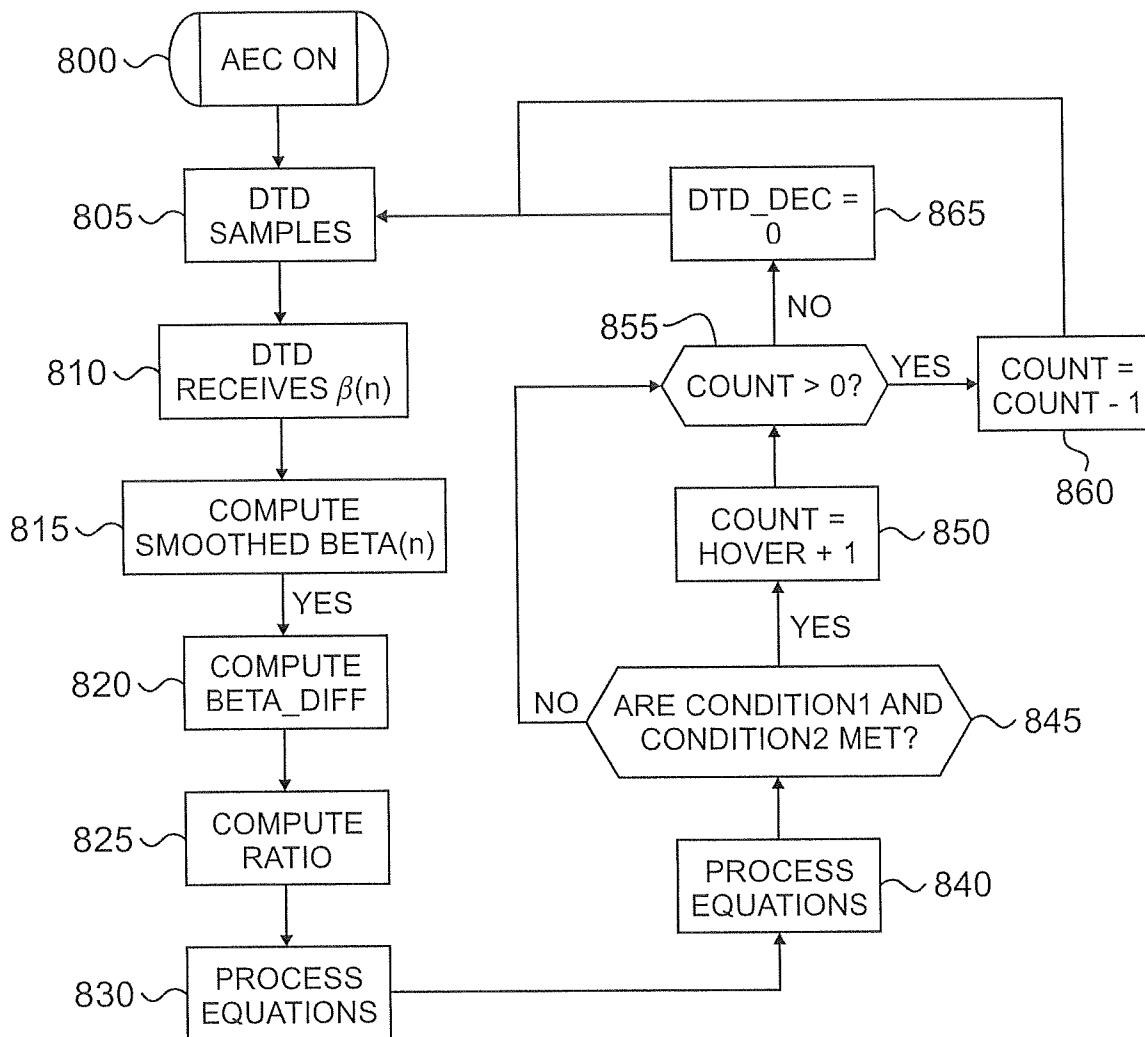 800
AEC ON
805
DTD
SAMPLES
810
DTD
RECEIVES β(n)
815
COMPUTE
SMOOTHED BETA(n)
YES
820
COMPUTE
BETA_DIFF
825
COMPUTE
RATIO
830
PROCESS
EQUATIONS
PROCESS
EQUATIONS
840
ARE CONDITION1 AND
CONDITION2 MET?
845
NO
YES
COUNT =
HOVER + 1
850
855
COUNT > 0?
YES
COUNT =
COUNT - 1
860
NO
DTD_DEC =
0
865